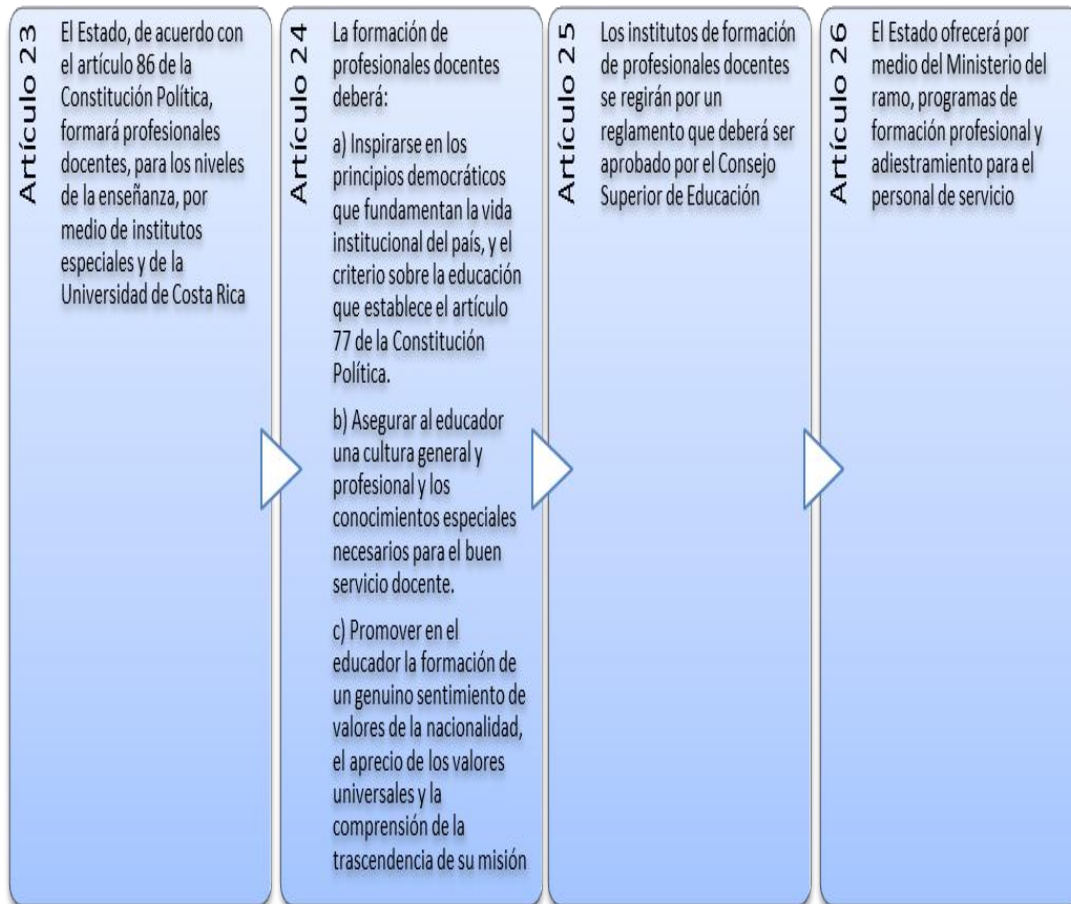 Artículo 23
El Estado, de acuerdo con
el artículo 86 de la
Constitución Política,
formará profesionales
docentes, para los niveles
de la enseñanza, por
medio de institutos
especiales y de la
Universidad de Costa Rica
Artículo 24
La formación de
profesionales docentes
deberá:
a) Inspirarse en los
principios democráticos
que fundamentan la vida
institucional del país, y el
criterio sobre la educación
que establece el artículo
77 de la Constitución
Política.
b) Asegurar al educador
una cultura general y
profesional y los
conocimientos especiales
necesarios para el buen
servicio docente.
c) Promover en el
educador la formación de
un genuino sentimiento de
valores de la nacionalidad,
el aprecio de los valores
universales y la
comprensión de la
trascendencia de su misión
Artículo 25
Los institutos de formación
de profesionales docentes
se regirán por un
reglamento que deberá ser
aprobado por el Consejo
Superior de Educación
Artículo 26
El Estado ofrecerá por
medio del Ministerio del
ramo, programas de
formación profesional y
adiestramiento para el
personal de servicio